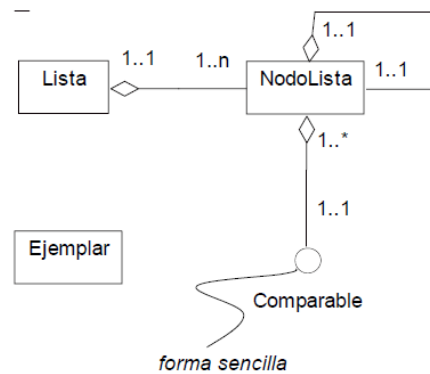 1..1
1..1
1..n
1..1
Lista
NodoLista
1..*
1..1
Ejemplar
Comparable
forma sencilla